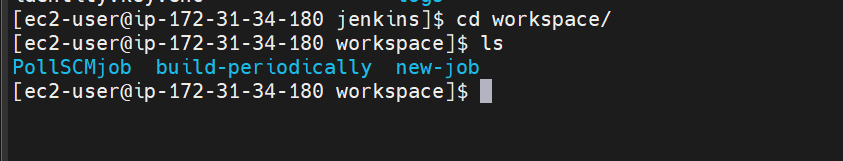 [ec2-user@ip-172-31-34-180 jenkins]$ cd workspace/
[ec2-user@ip-172-31-34-180 workspace]$ ls
PollSCMjob  build-periodically  new-job
[ec2-user@ip-172-31-34-180 workspace]$